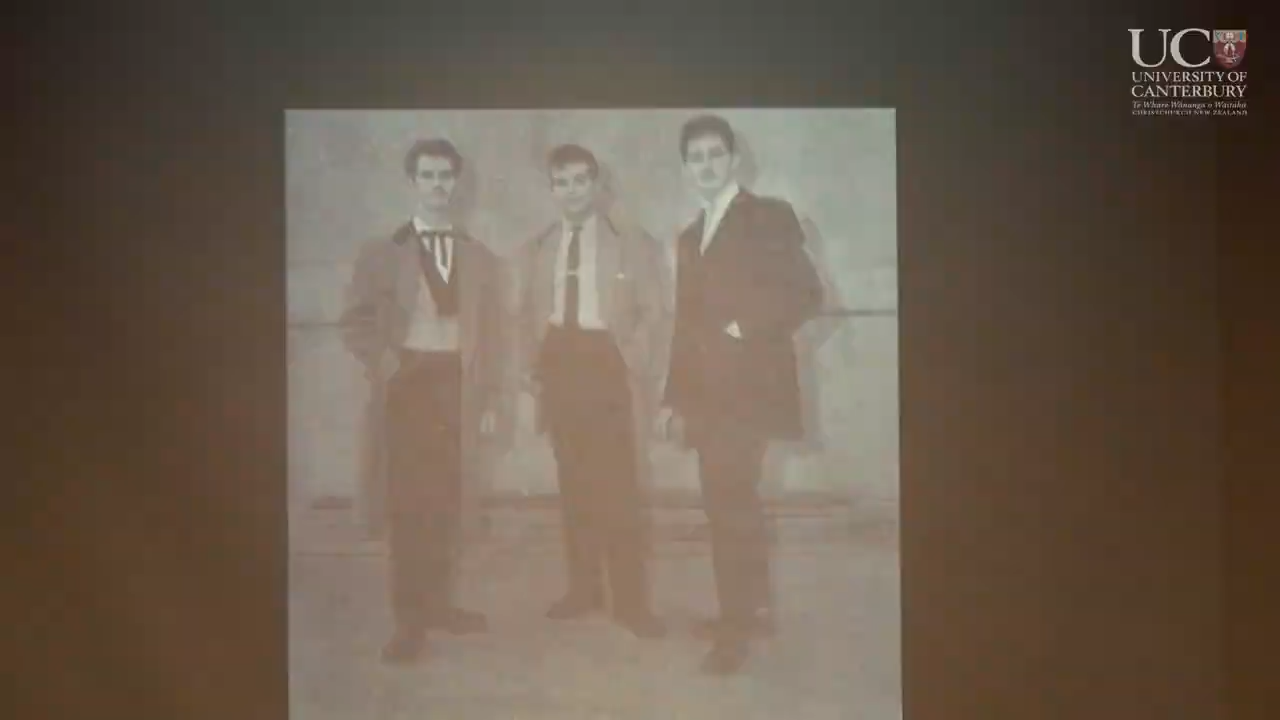 UC
UNIVERSITY OF
CANTERBURY
Te Whare Wānanga o Waitaha
CHRISTCHURCH NEW ZEALAND